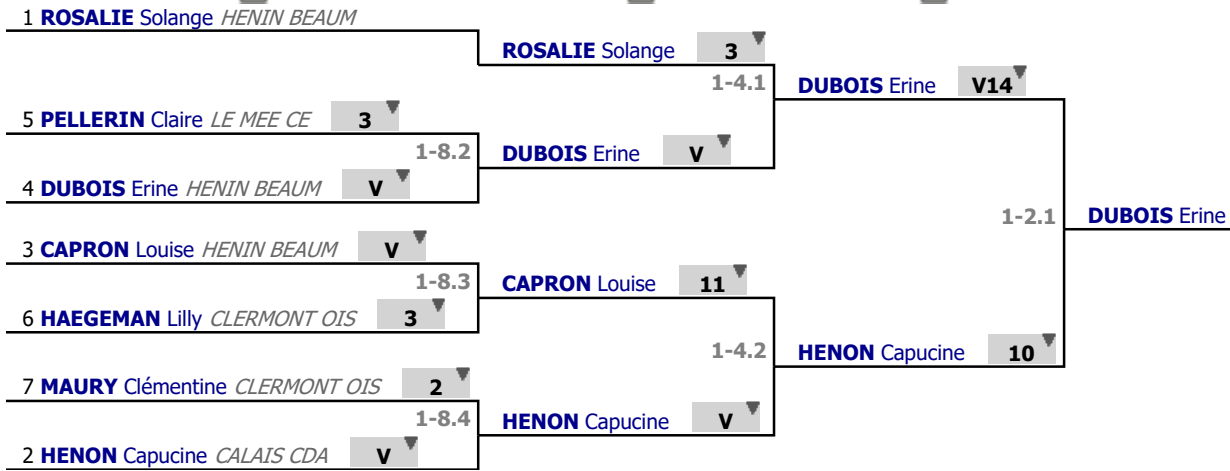 1 ROSALIE Solange HENIN BEAUM
ROSALIE Solange 3
1-4.1
DUBOIS Erine V14
5 PELLERIN Claire LE MEE CE 3
1-8.2
DUBOIS Erine V
4 DUBOIS Erine HENIN BEAUM V
1-2.1
DUBOIS Erine
3 CAPRON Louise HENIN BEAUM V
1-8.3
CAPRON Louise 11
6 HAEGEMAN Lilly CLERMONT OIS 3
1-4.2
HENON Capucine 10
7 MAURY Clémentine CLERMONT OIS 2
1-8.4
HENON Capucine V
2 HENON Capucine CALAIS CDA V